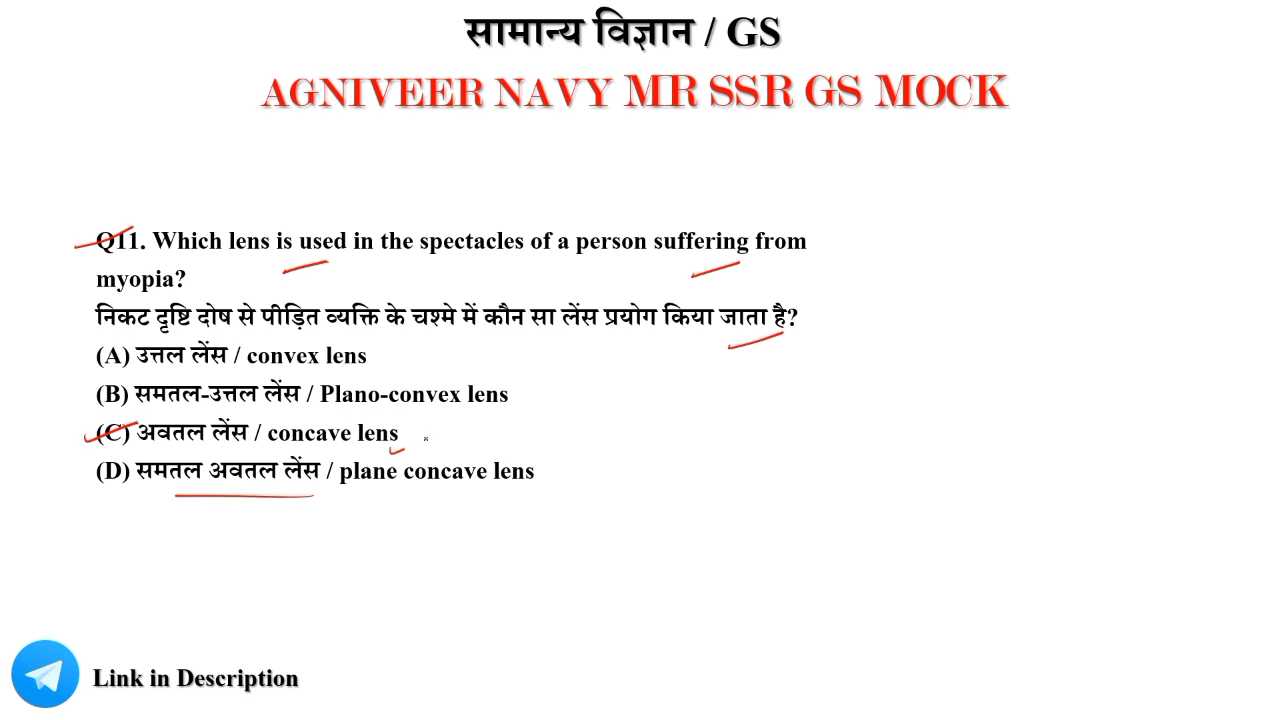 सामान्य विज्ञान / GS
AGNIVEER NAVY MR SSR GS MOCK
Q11. Which lens is used in the spectacles of a person suffering from
myopia?
निकट दृष्टि दोष से पीड़ित व्यक्ति के चश्मे में कौन सा लेंस प्रयोग किया जाता है?
(A) उत्तल लेंस / convex lens
(B) समतल-उत्तल लेंस / Plano-convex lens
(C) अवतल लेंस / concave lens
(D) समतल अवतल लेंस / plane concave lens
Link in Description